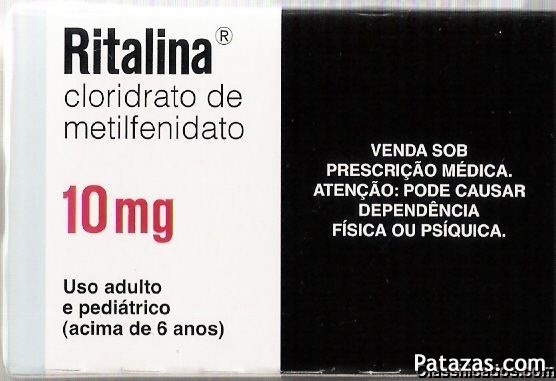 Ritalina®
cloridrato de
metilfenidato
10 mg
Uso adulto
e pediátrico
(acima de 6 anos)
VENDA SOB
PRESCRIÇÃO MÉDICA.
ATENÇÃO: PODE CAUSAR
DEPENDÊNCIA
FÍSICA OU PSÍQUICA.
Patazas.com